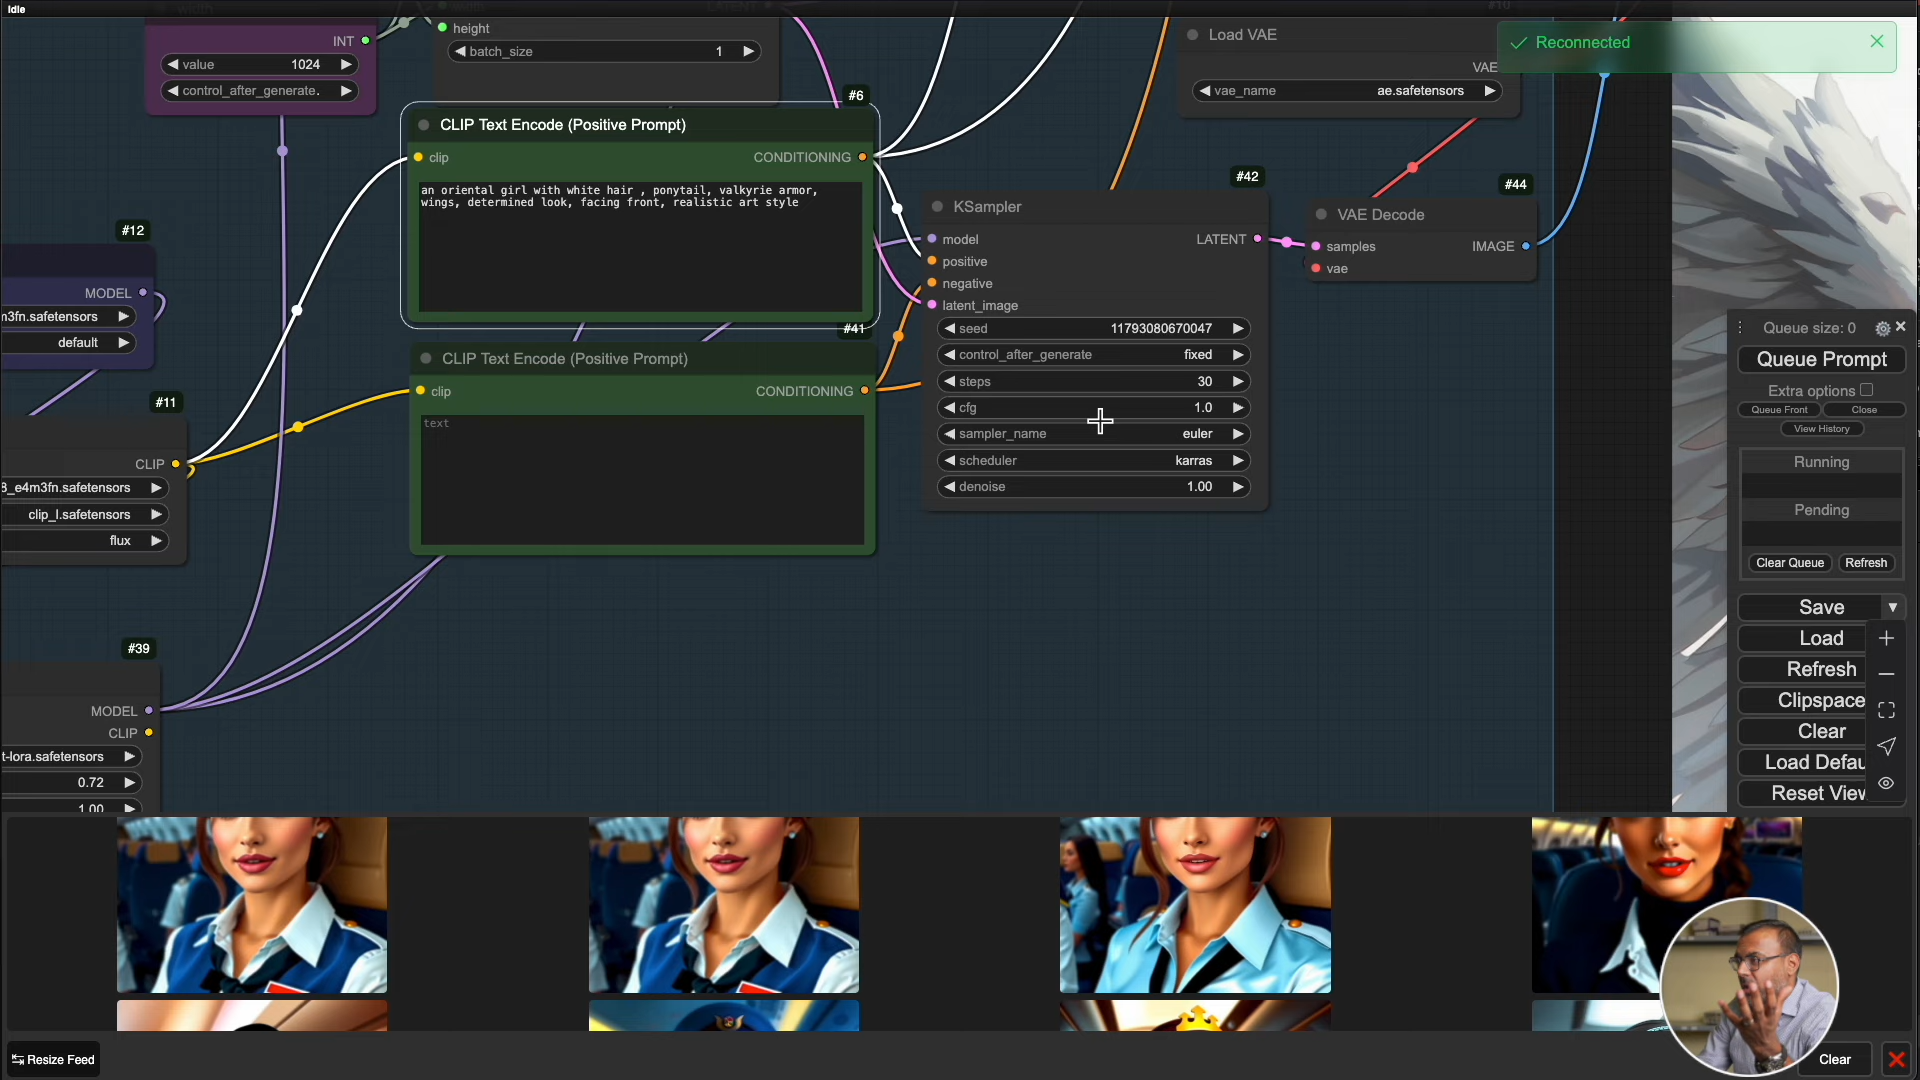 Idle
width
INT
value 1024
control_after_generate.
LATENT
height
batch_size 1
#10
Load VAE
VAE
vae_name ae.safetensors
Reconnected
#6
CLIP Text Encode (Positive Prompt)
clip CONDITIONING
an oriental girl with white hair , ponytail, valkyrie armor,
wings, determined look, facing front, realistic art style
#41
CLIP Text Encode (Positive Prompt)
clip CONDITIONING
text
#12
MODEL
m3fn.safetensors
default
#11
CLIP
8_e4m3fn.safetensors
clip_l.safetensors
flux
#39
MODEL
CLIP
t-lora.safetensors
0.72
1.00
#42
KSampler
model LATENT
positive
negative
latent_image
seed 11793080670047
control_after_generate fixed
steps 30
cfg 1.0
sampler_name euler
scheduler karras
denoise 1.00
#44
VAE Decode
samples IMAGE
vae
Queue size: 0
Queue Prompt
Extra options
Queue Front Close
View History
Running
Pending
Clear Queue Refresh
Save
Load
Refresh
Clipspace
Clear
Load Defau
Reset View
Resize Feed
Clear